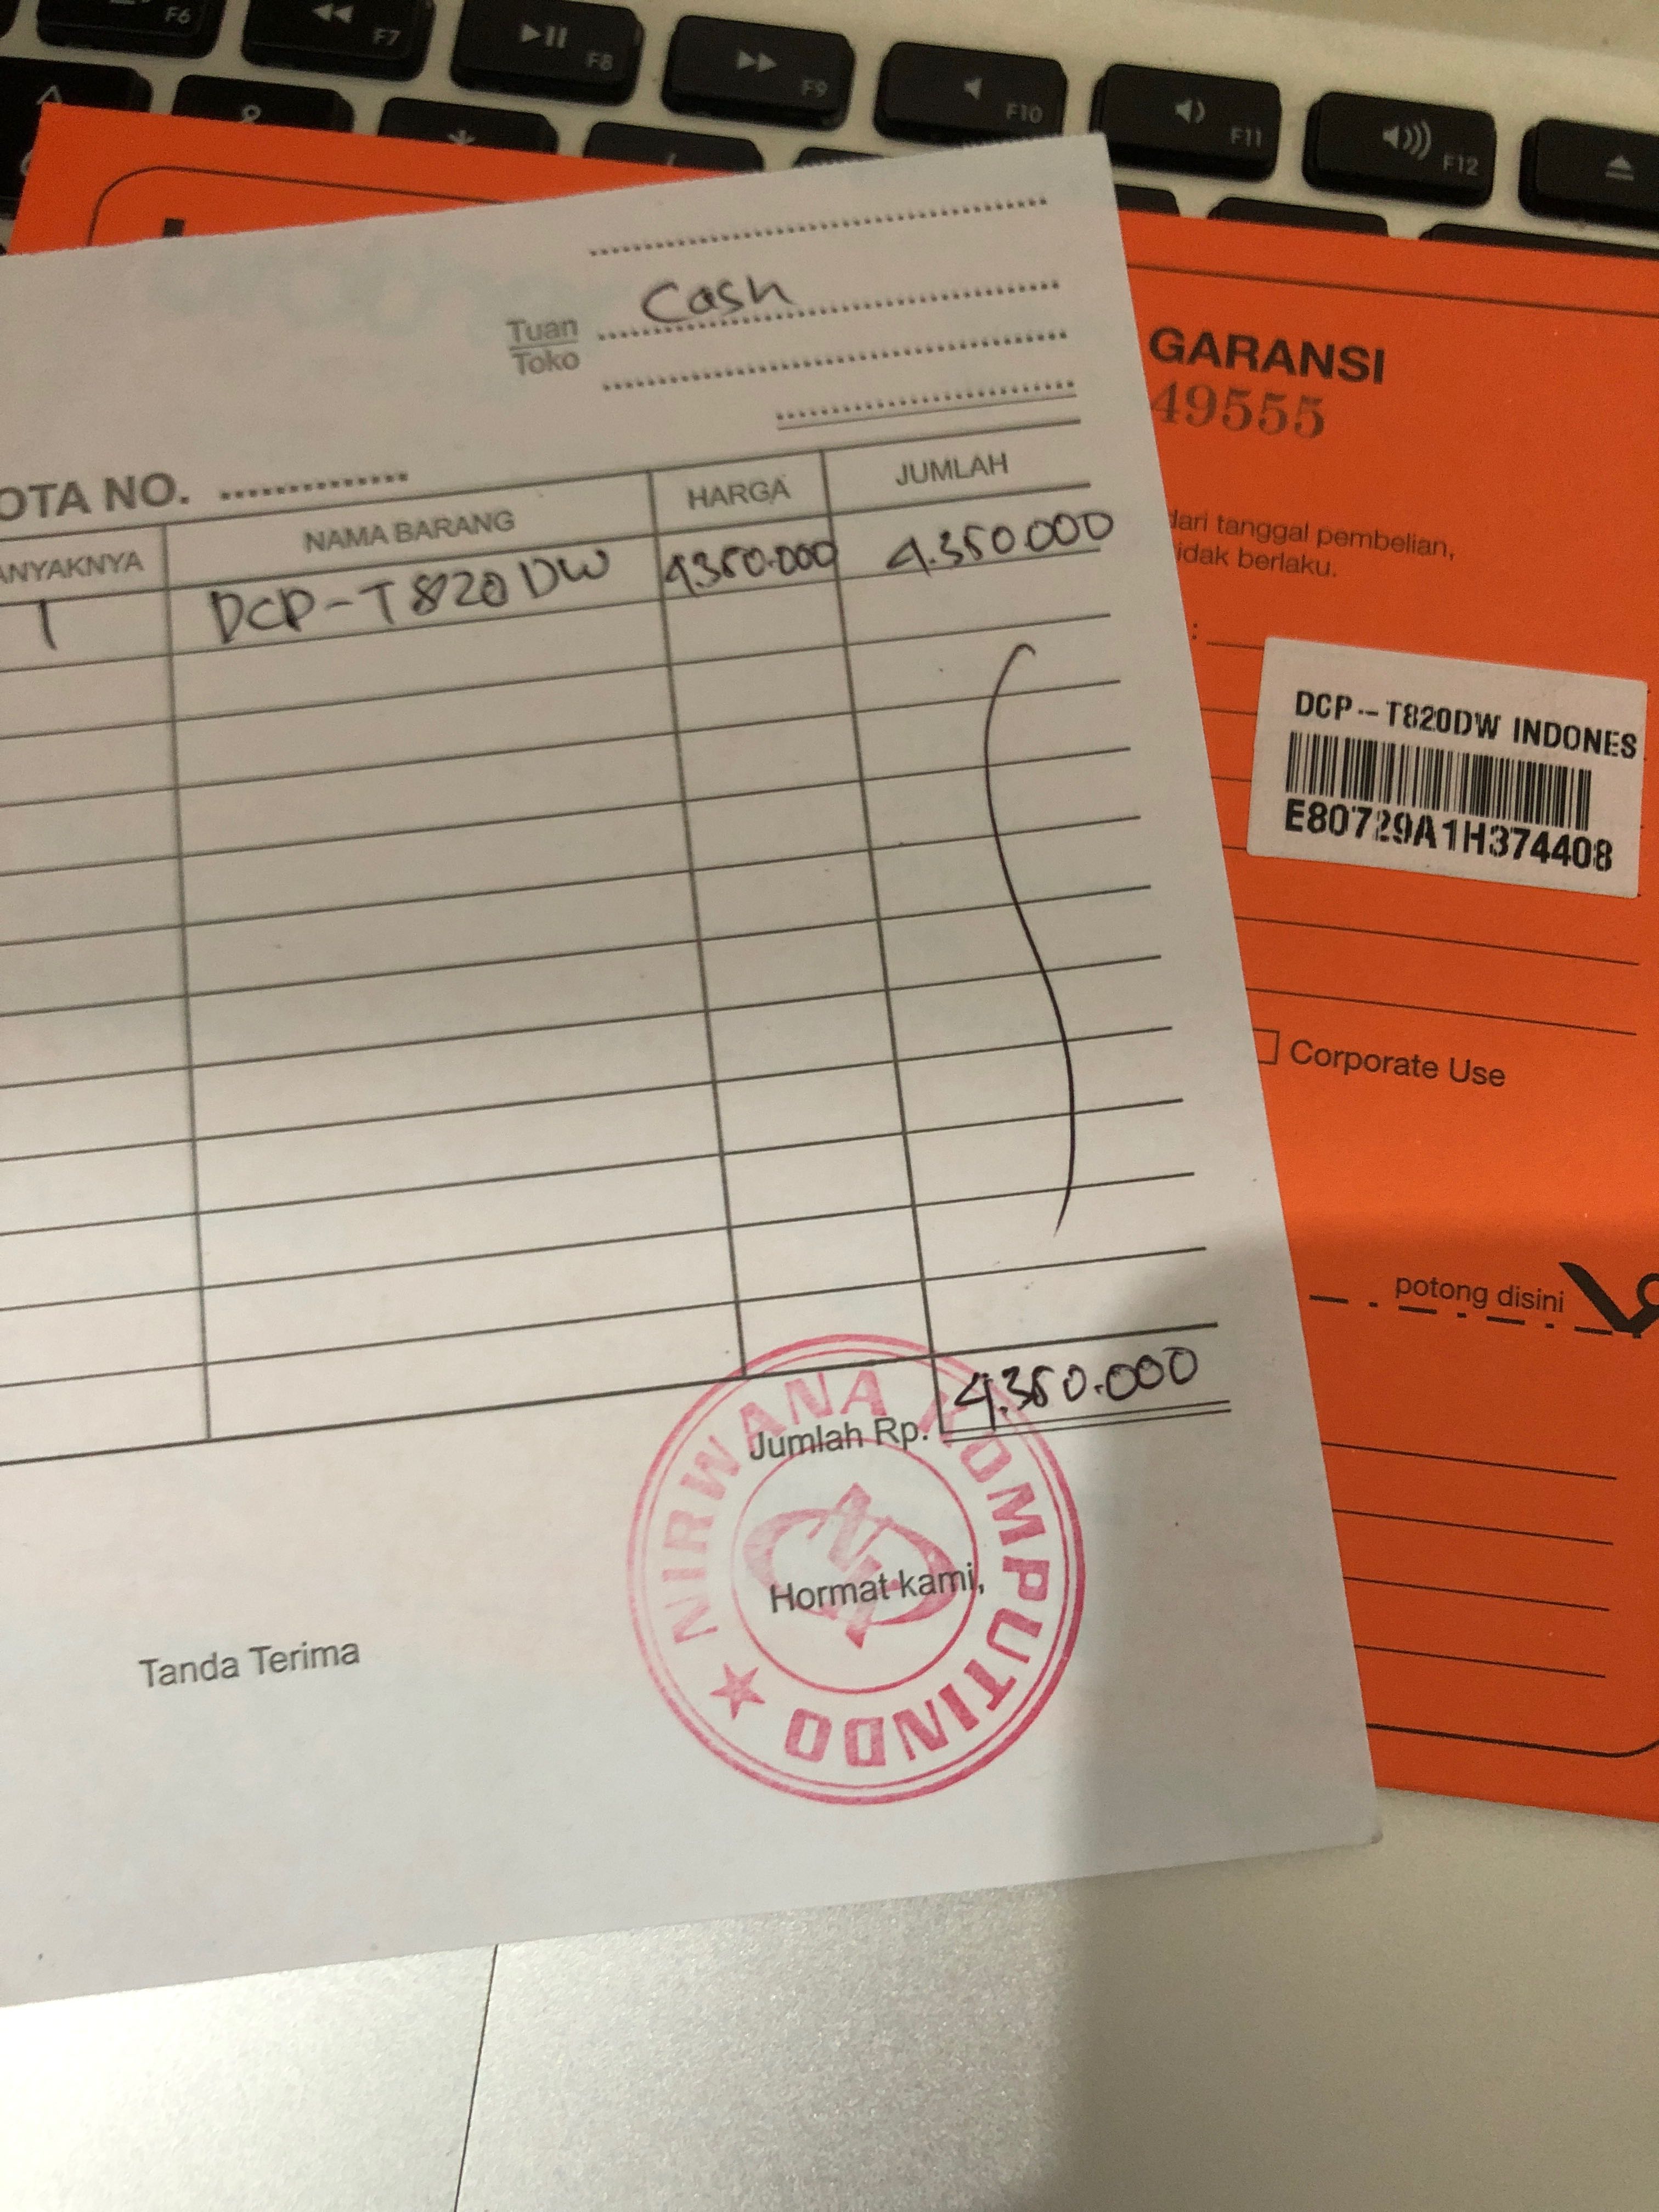 F6
F7
F8
F9
F10
F11
F12
&
*
Cash
Tuan
Toko
OTA NO.
ANYAKNYA NAMA BARANG HARGA JUMLAH
1 DCP-T820DW 4350.000 4.350.000
Jumlah Rp. 4.350.000
NIRWANA KOMPUTINDO
Hormat kami,
Tanda Terima
GARANSI
49555
dari tanggal pembelian,
idak berlaku.
:
DCP--T820DW INDONES
E80729A1H374408
Corporate Use
potong disini